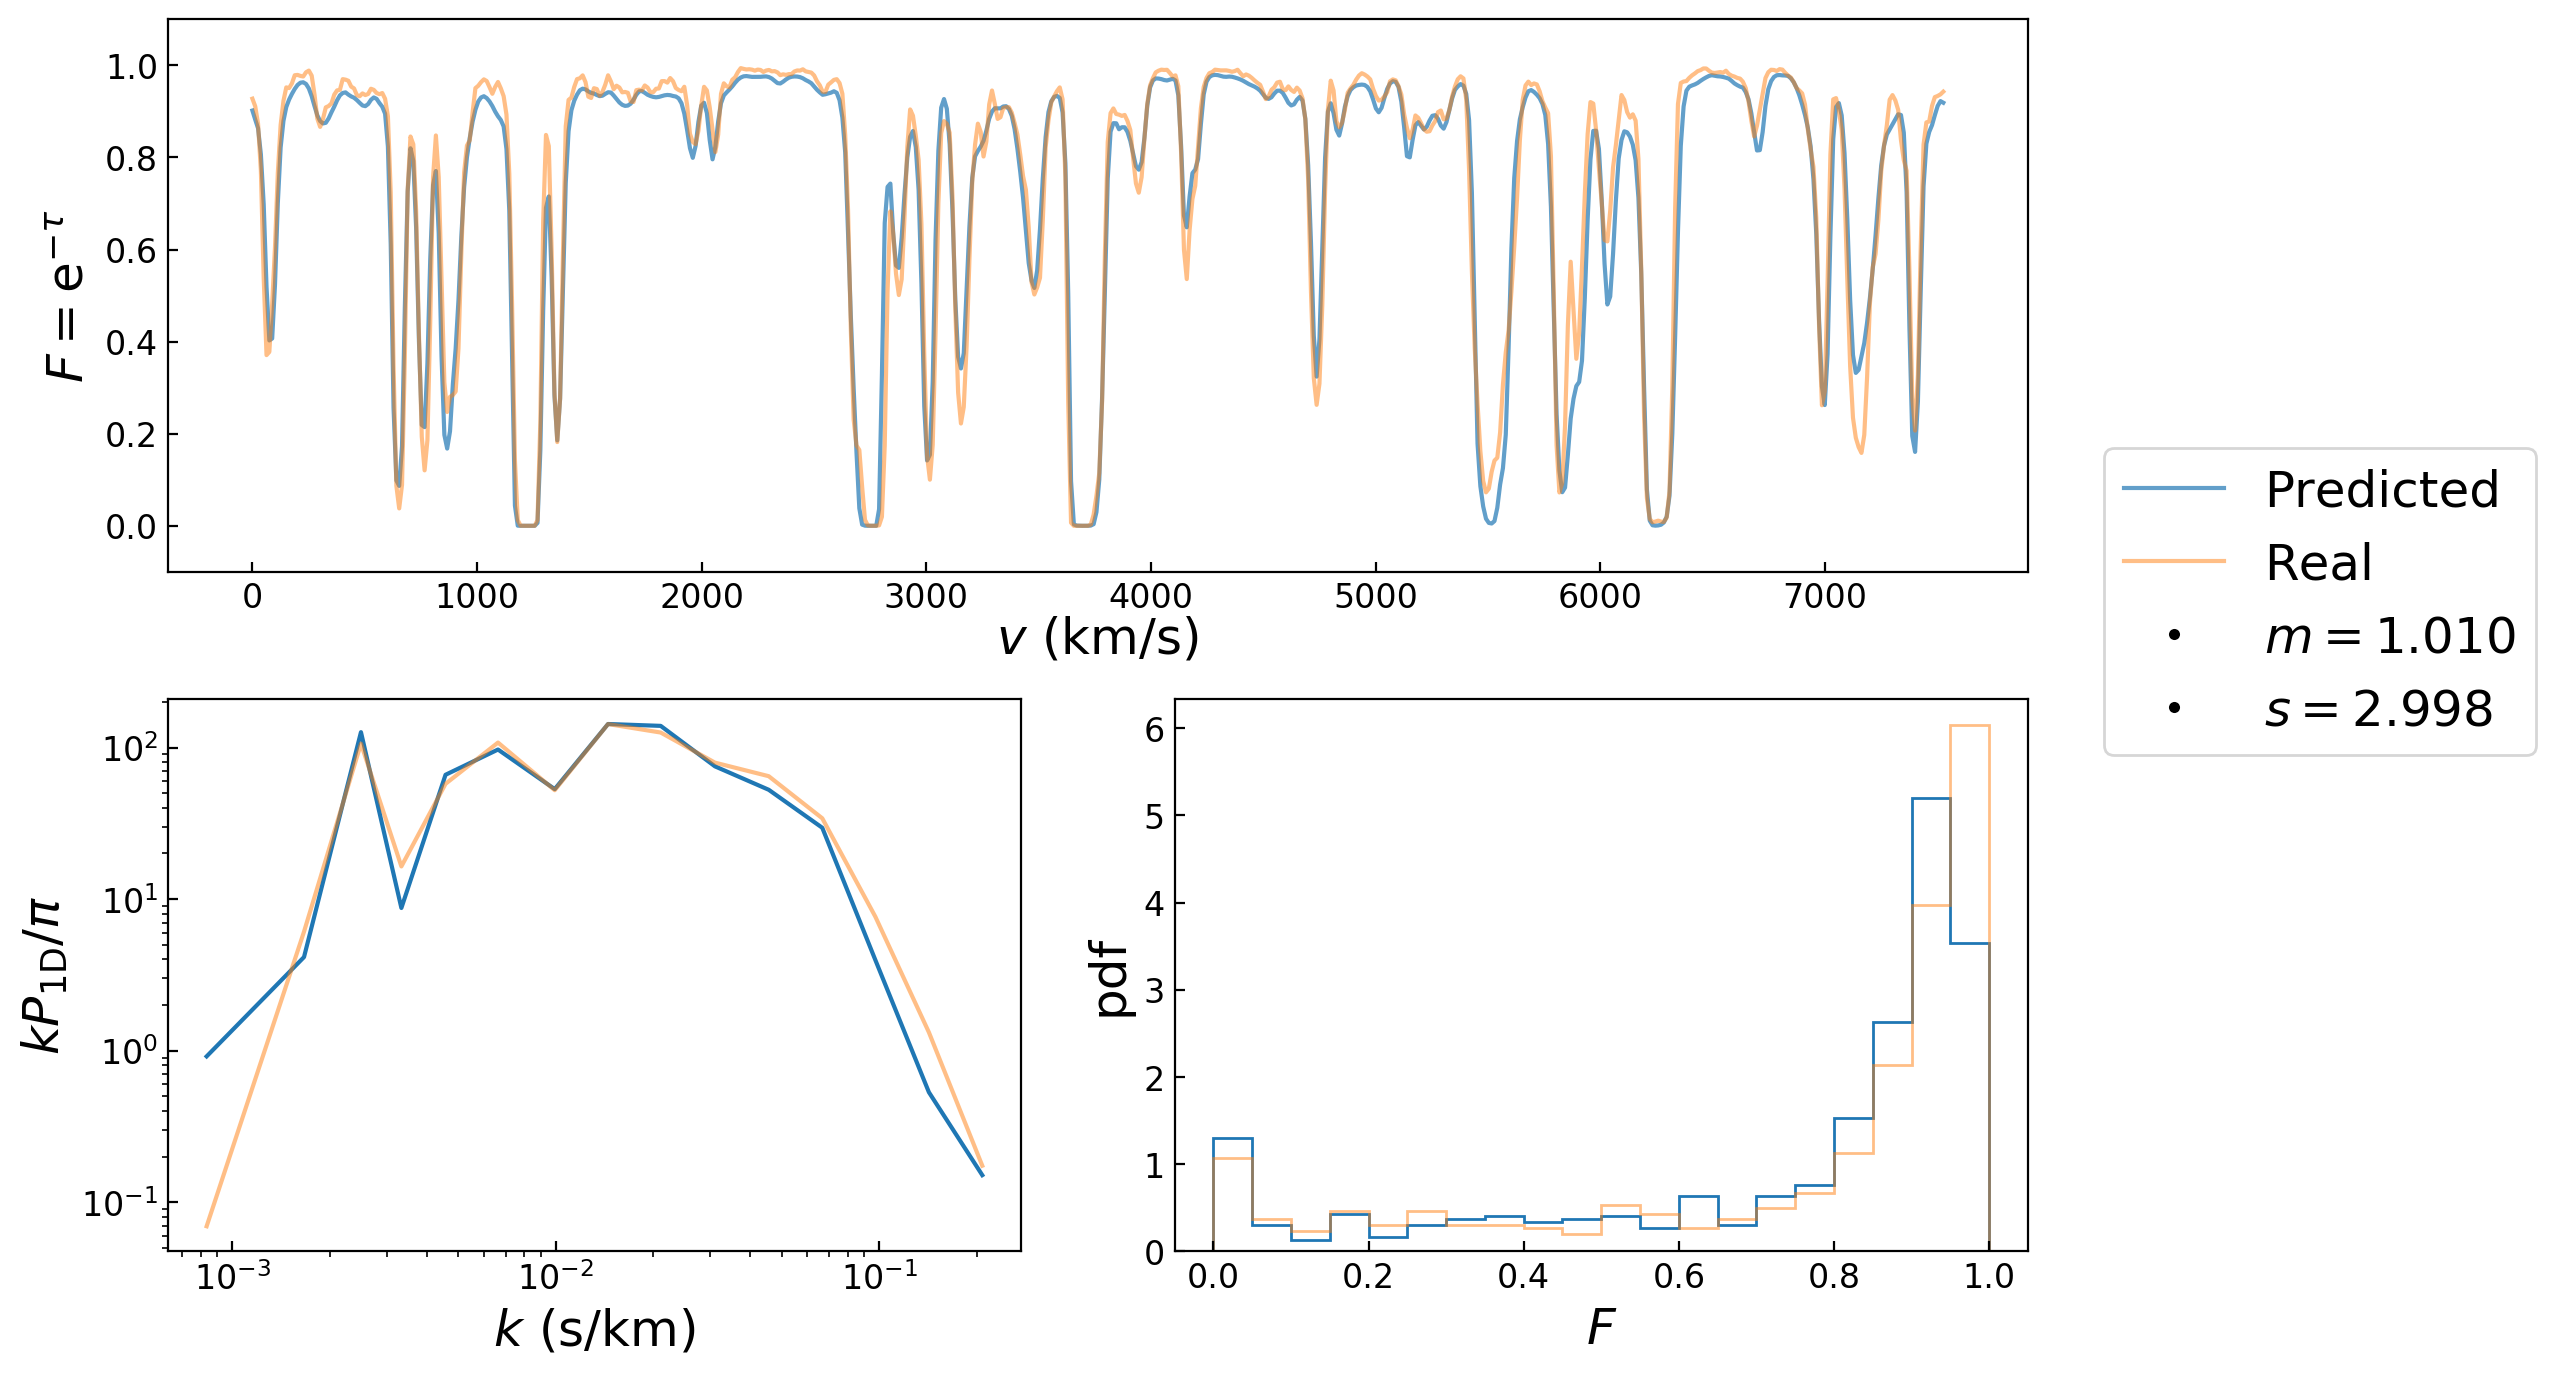 F = e^{−τ}
1.0
0.8
0.6
0.4
0.2
0.0
0 1000 2000 3000 4000 5000 6000 7000
v (km/s)
Predicted
Real
m = 1.010
s = 2.998
kP_{1D}/π
10^2
10^1
10^0
10^{−1}
10^{−3} 10^{−2} 10^{−1}
k (s/km)
pdf
6
5
4
3
2
1
0
0.0 0.2 0.4 0.6 0.8 1.0
F